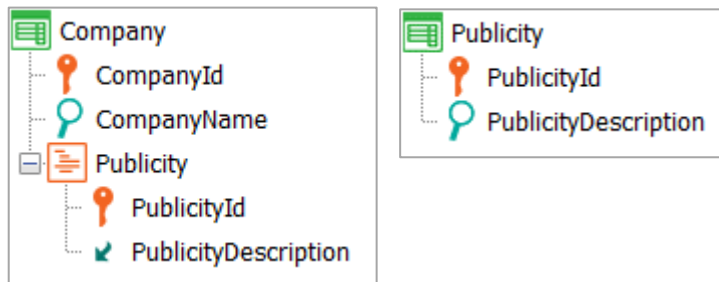 Company
CompanyId
CompanyName
Publicity
PublicityId
PublicityDescription
Publicity
PublicityId
PublicityDescription